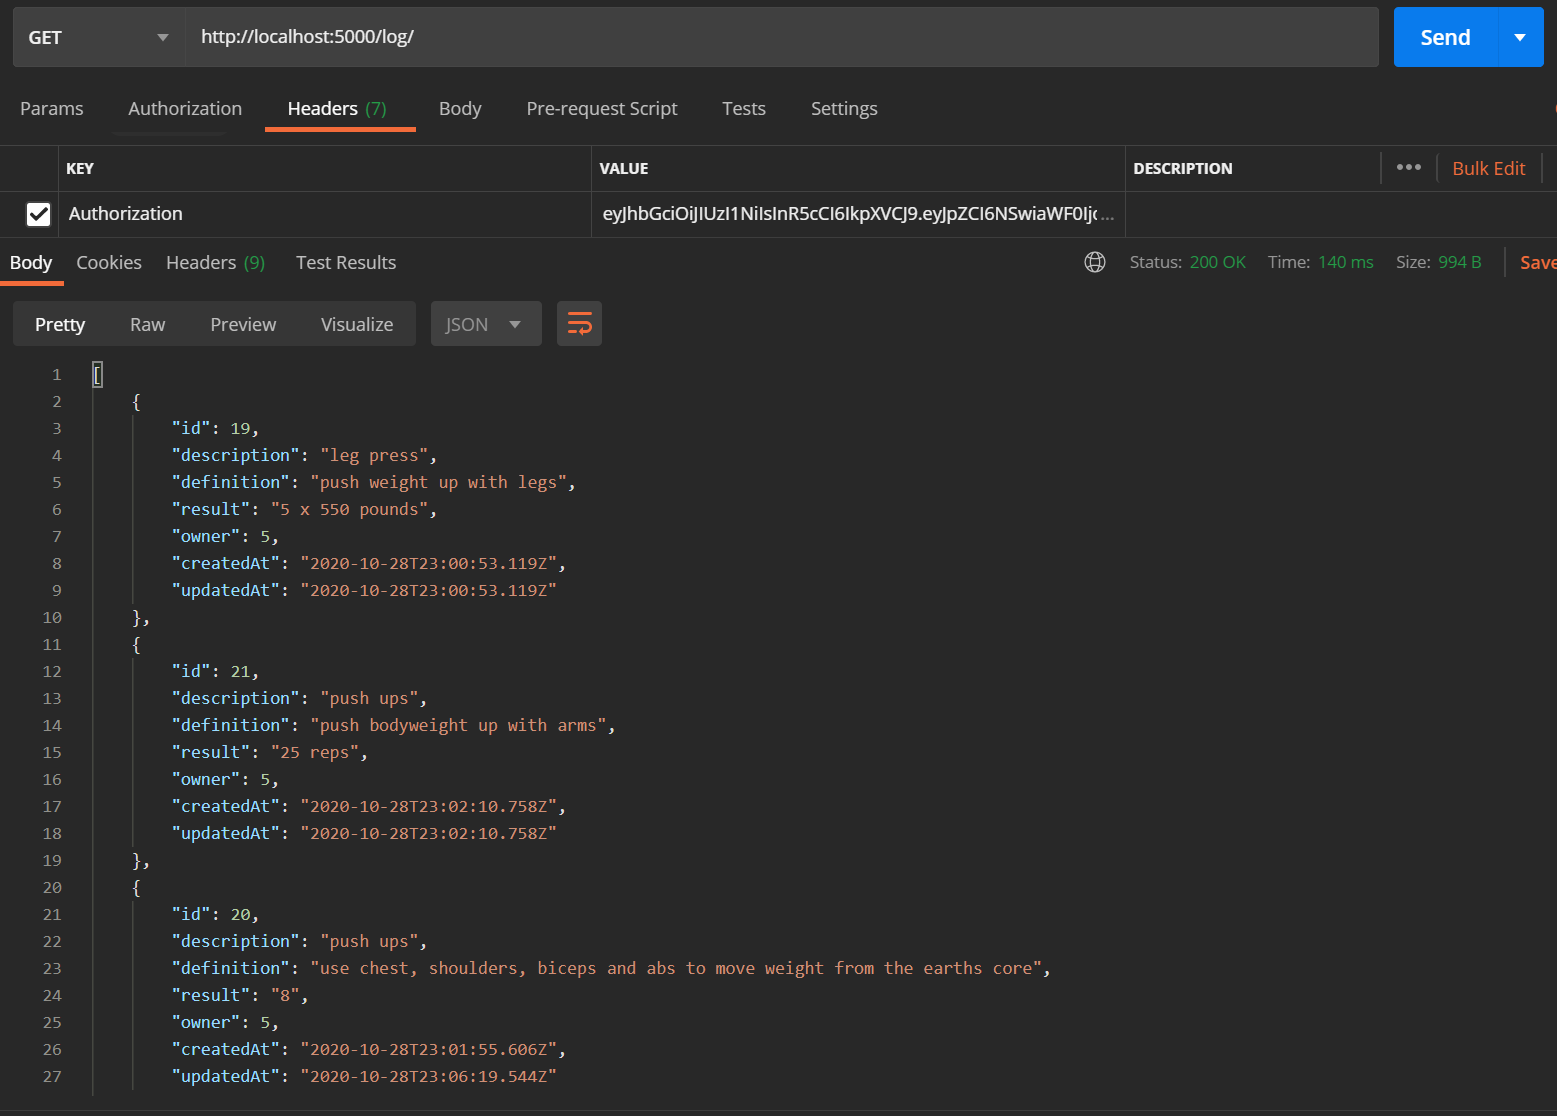 GET http://localhost:5000/log/ Send
Params Authorization Headers (7) Body Pre-request Script Tests Settings
KEY VALUE DESCRIPTION ••• Bulk Edit
Authorization eyJhbGciOiJIUzI1NiIsInR5cCI6IkpXVCJ9.eyJpZCI6NSwiaWF0Ijo ...
Body Cookies Headers (9) Test Results Status: 200 OK Time: 140 ms Size: 994 B Save
Pretty Raw Preview Visualize JSON
1 [
2 {
3 "id": 19,
4 "description": "leg press",
5 "definition": "push weight up with legs",
6 "result": "5 x 550 pounds",
7 "owner": 5,
8 "createdAt": "2020-10-28T23:00:53.119Z",
9 "updatedAt": "2020-10-28T23:00:53.119Z"
10 },
11 {
12 "id": 21,
13 "description": "push ups",
14 "definition": "push bodyweight up with arms",
15 "result": "25 reps",
16 "owner": 5,
17 "createdAt": "2020-10-28T23:02:10.758Z",
18 "updatedAt": "2020-10-28T23:02:10.758Z"
19 },
20 {
21 "id": 20,
22 "description": "push ups",
23 "definition": "use chest, shoulders, biceps and abs to move weight from the earths core",
24 "result": "8",
25 "owner": 5,
26 "createdAt": "2020-10-28T23:01:55.606Z",
27 "updatedAt": "2020-10-28T23:06:19.544Z"